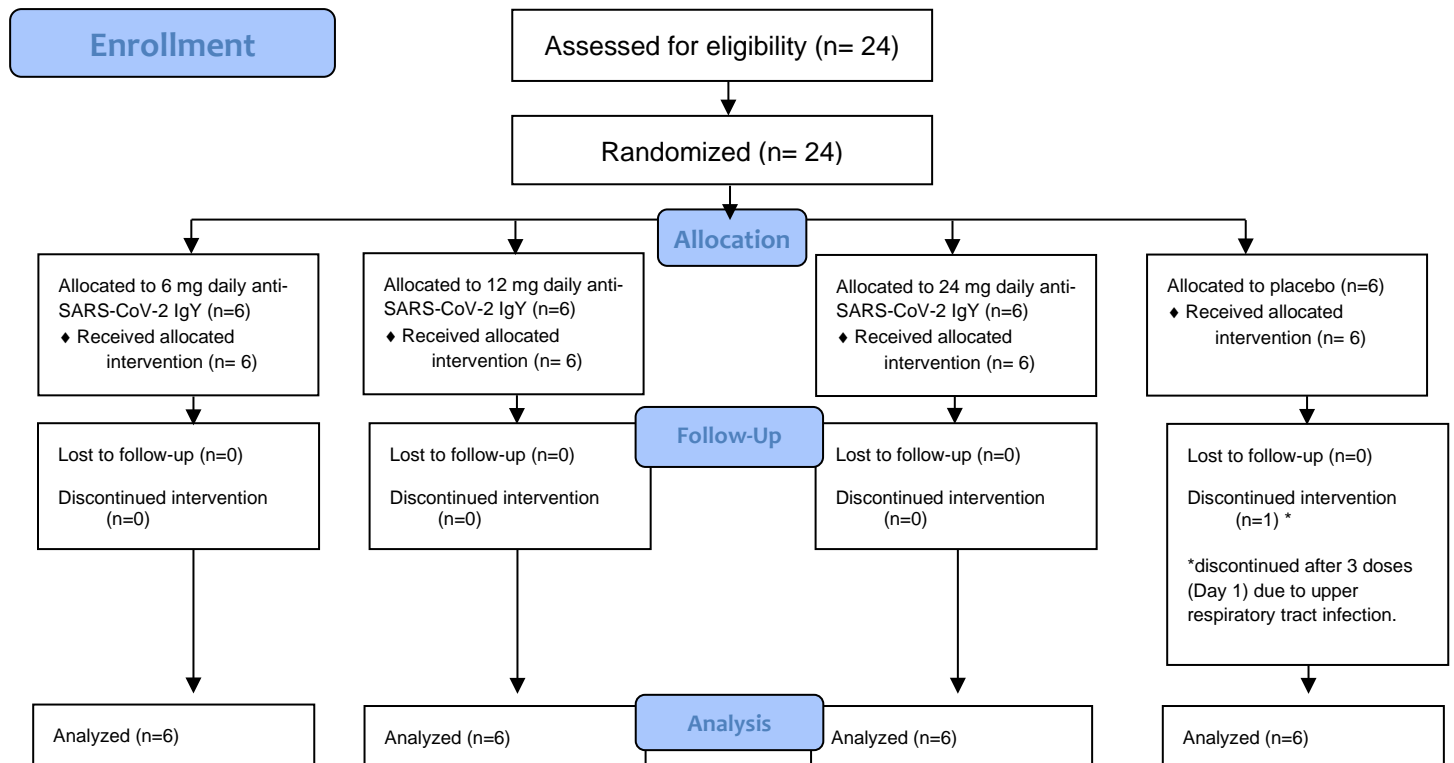 Enrollment
Assessed for eligibility (n= 24)
Randomized (n= 24)
Allocation
Allocated to 6 mg daily anti-
SARS-CoV-2 IgY (n=6)
♦ Received allocated
intervention (n= 6)
Allocated to 12 mg daily anti-
SARS-CoV-2 IgY (n=6)
♦ Received allocated
intervention (n= 6)
Allocated to 24 mg daily anti-
SARS-CoV-2 IgY (n=6)
♦ Received allocated
intervention (n= 6)
Allocated to placebo (n=6)
♦ Received allocated
intervention (n= 6)
Follow-Up
Lost to follow-up (n=0)
Discontinued intervention
(n=0)
Lost to follow-up (n=0)
Discontinued intervention
(n=0)
Lost to follow-up (n=0)
Discontinued intervention
(n=0)
Lost to follow-up (n=0)
Discontinued intervention
(n=1) *
*discontinued after 3 doses
(Day 1) due to upper
respiratory tract infection.
Analysis
Analyzed (n=6)
Analyzed (n=6)
Analyzed (n=6)
Analyzed (n=6)